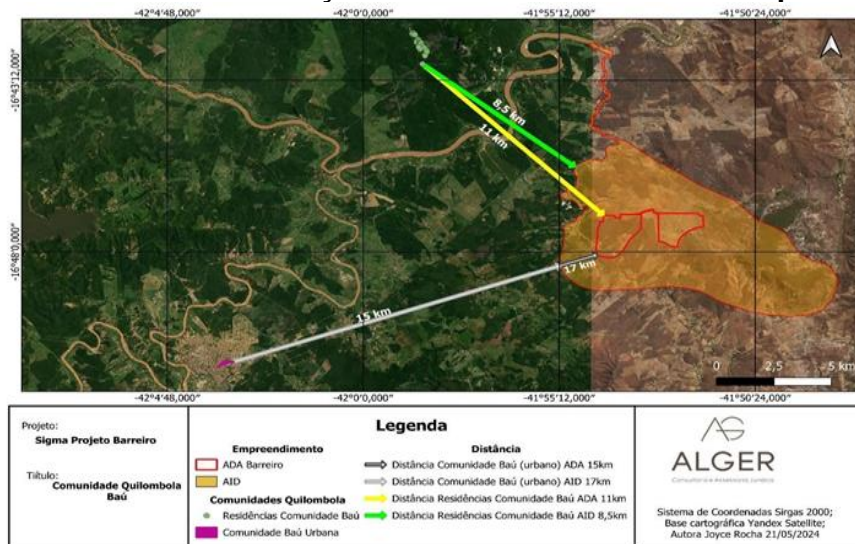 -42°4'48,000" -42°0'0,000" -41°55'12,000" -41°50'24,000"
-16°43'12,000"
-16°48'0,000"
8,5 km
11 km
17 km
15 km
0 2,5 5 km
-42°4'48,000" -42°0'0,000" -41°55'12,000" -41°50'24,000"
Projeto:
Sigma Projeto Barreiro
Tiítulo:
Comunidade Quilombola
Baú
Legenda
Empreendimento
ADA Barreiro
AID
Comunidades Quilombola
Residências Comunidade Baú
Comunidade Baú Urbana
Distância
Distância Comunidade Baú (urbano) ADA 15km
Distância Comunidade Baú (urbano) AID 17km
Distância Residências Comunidade Baú ADA 11km
Distância Residências Comunidade Baú AID 8,5km
ALGER
Consultoria e Assessoria Jurídica
Sistema de Coordenadas Sirgas 2000;
Base cartográfica Yandex Satellite;
Autora Joyce Rocha 21/05/2024